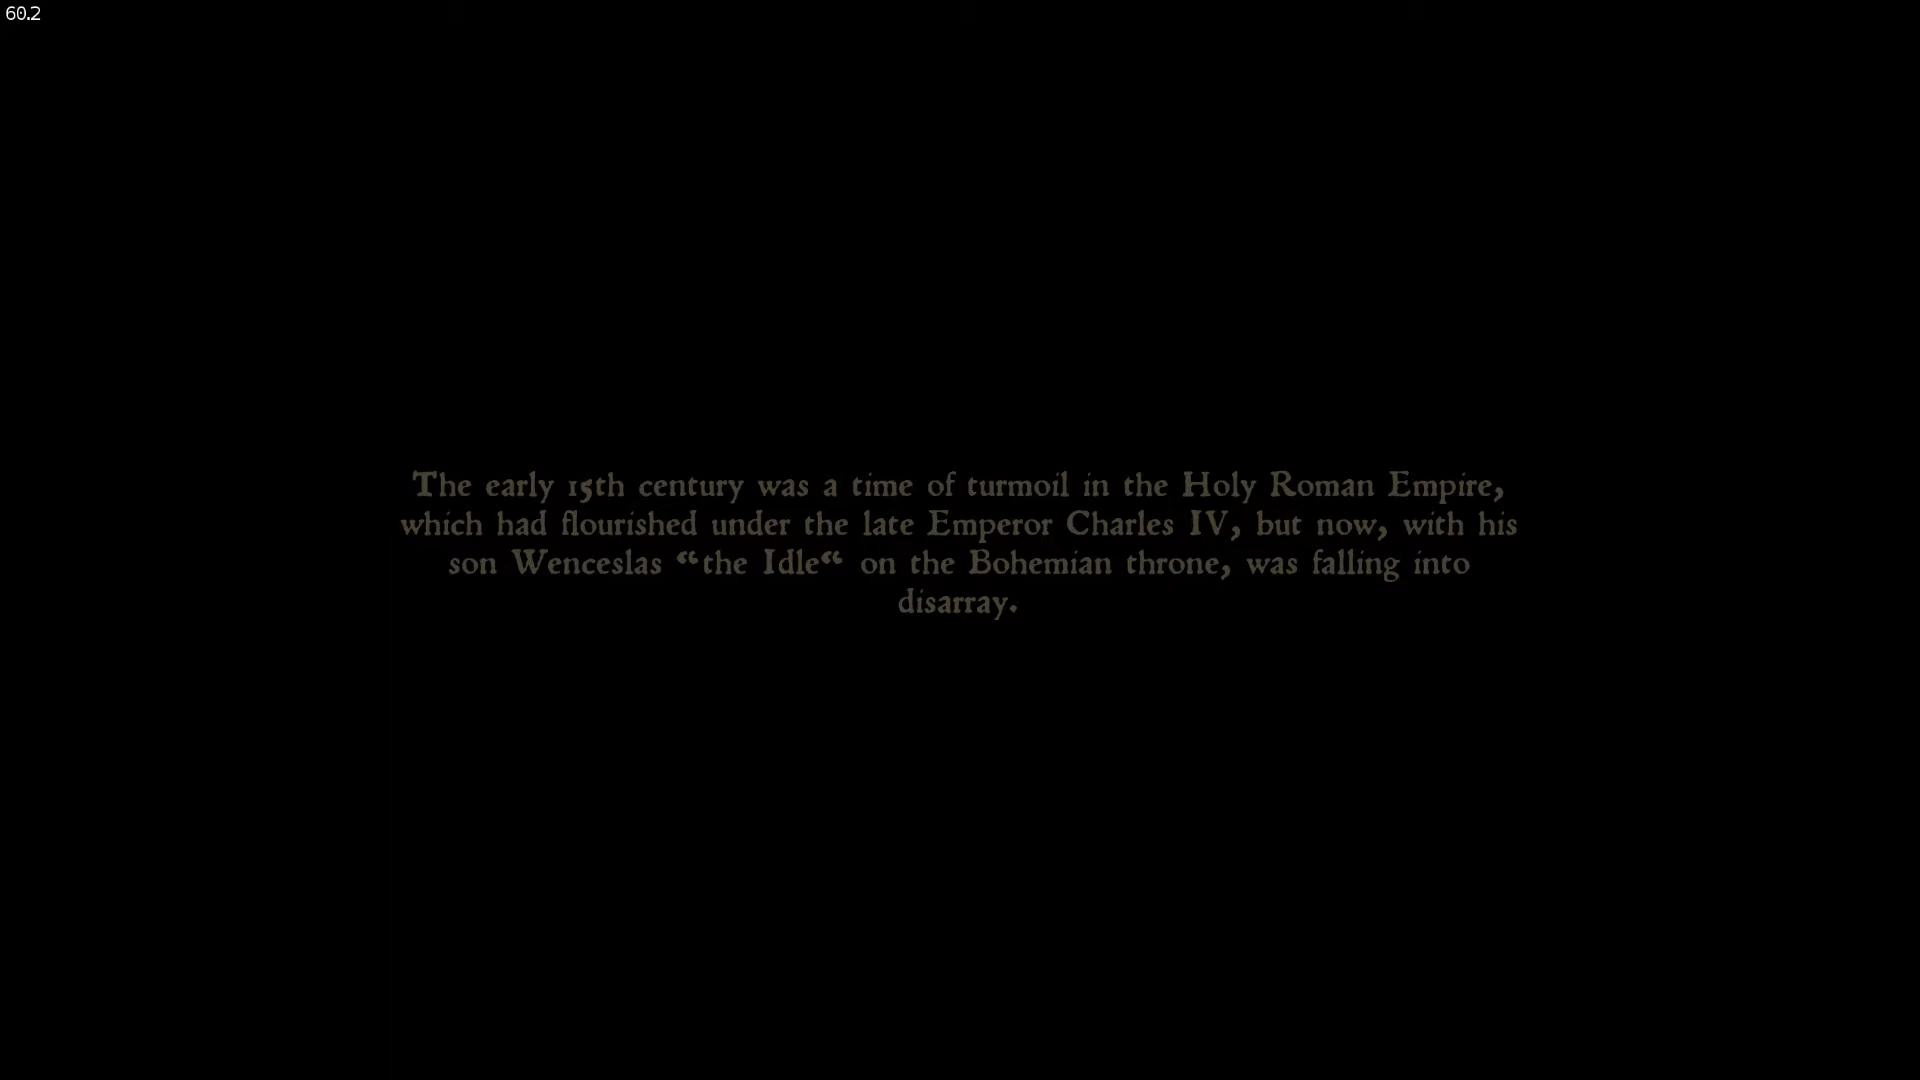 60.2
The early 15th century was a time of turmoil in the Holy Roman Empire,
which had flourished under the late Emperor Charles IV, but now, with his
son Wenceslas “the Idle“ on the Bohemian throne, was falling into
disarray.